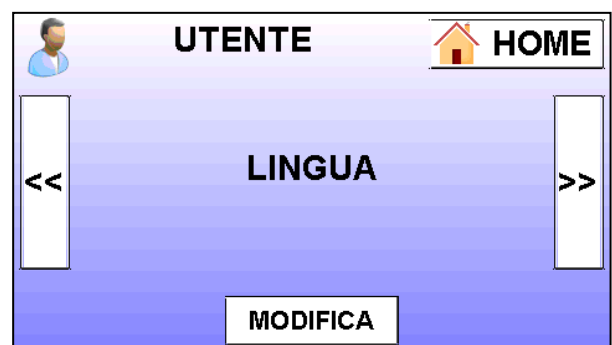 UTENTE
HOME
<<
LINGUA
>>
MODIFICA